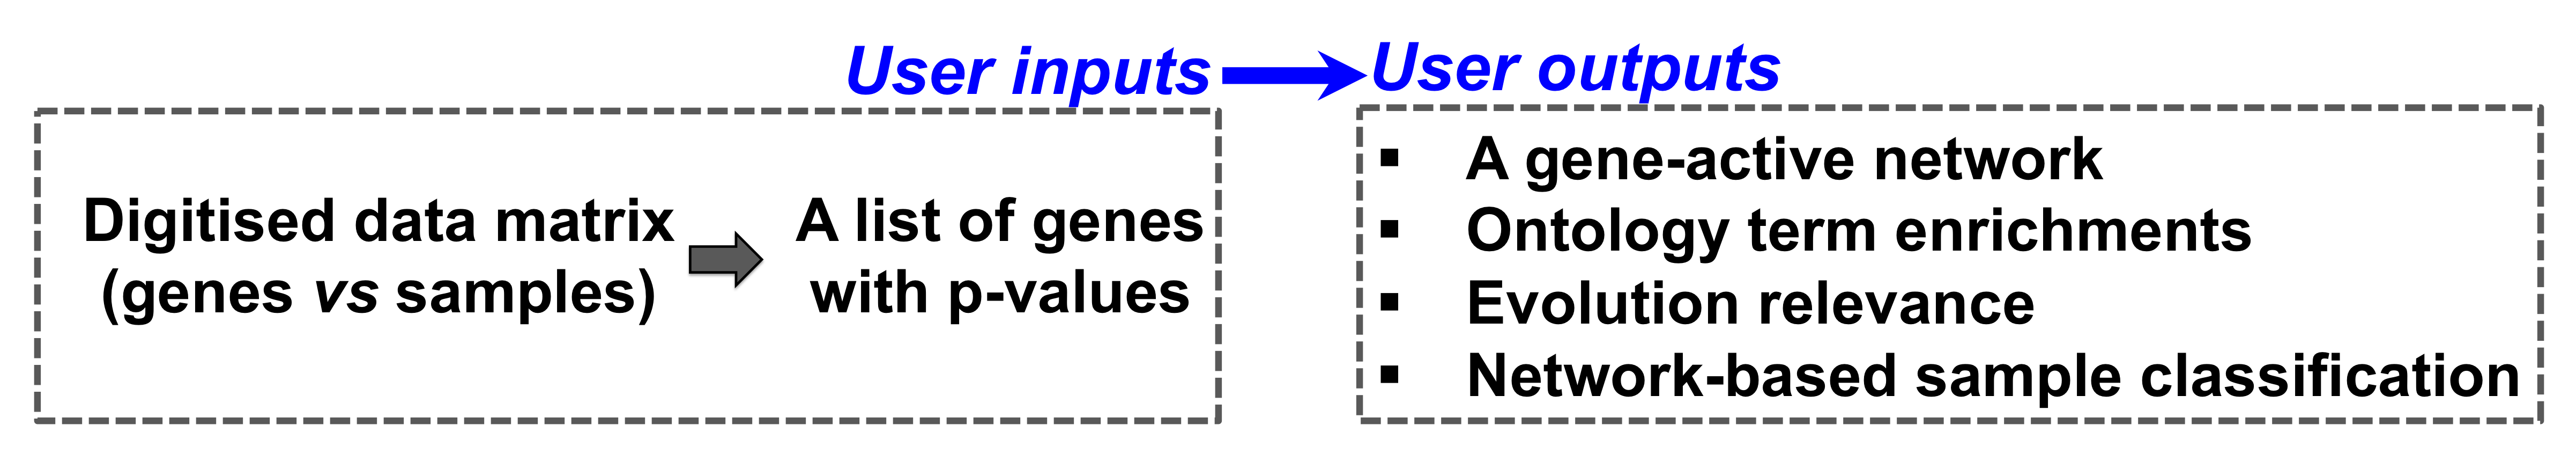 User inputs
User outputs
Digitised data matrix
(genes vs samples)
A list of genes
with p-values
▪ A gene-active network
▪ Ontology term enrichments
▪ Evolution relevance
▪ Network-based sample classification